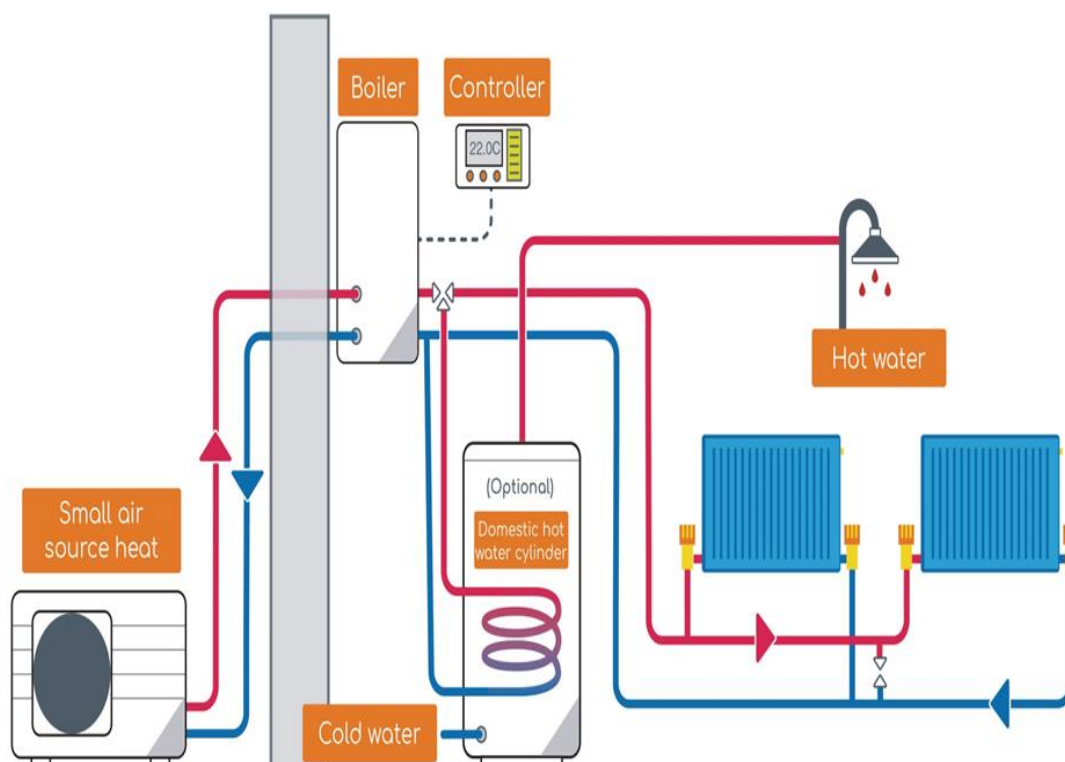 Boiler
Controller
22.0C
Hot water
Small air
source heat
(Optional)
Domestic hot
water cylinder
Cold water